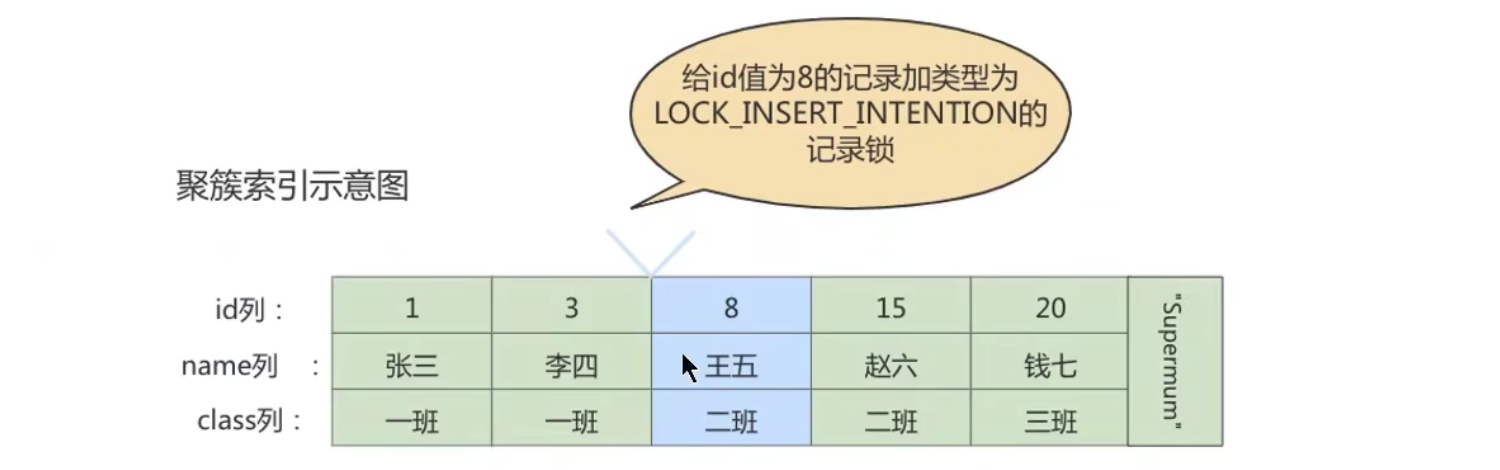 给id值为8的记录加类型为
LOCK_INSERT_INTENTION的
记录锁
聚簇索引示意图
id列： 1 3 8 15 20 "Supermum"
name列 ： 张三 李四 王五 赵六 钱七
class列： 一班 一班 二班 二班 三班